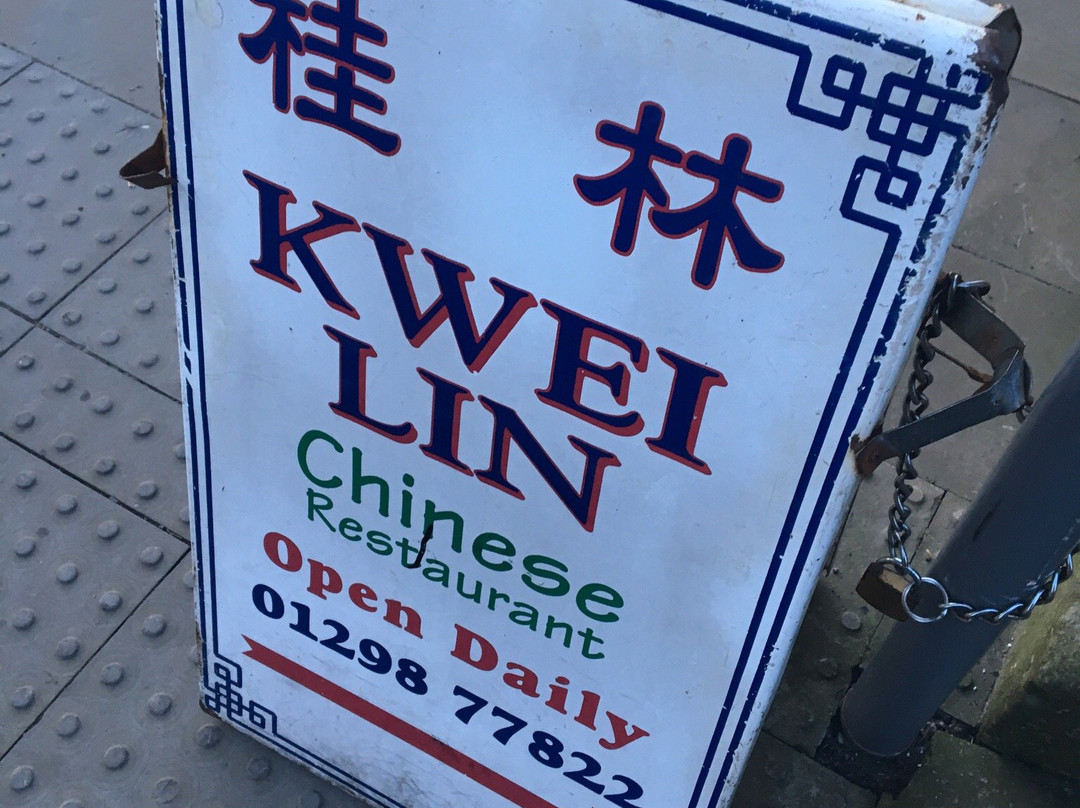 桂林
KWEI
LIN
Chinese
Restaurant
Open Daily
01298 77822